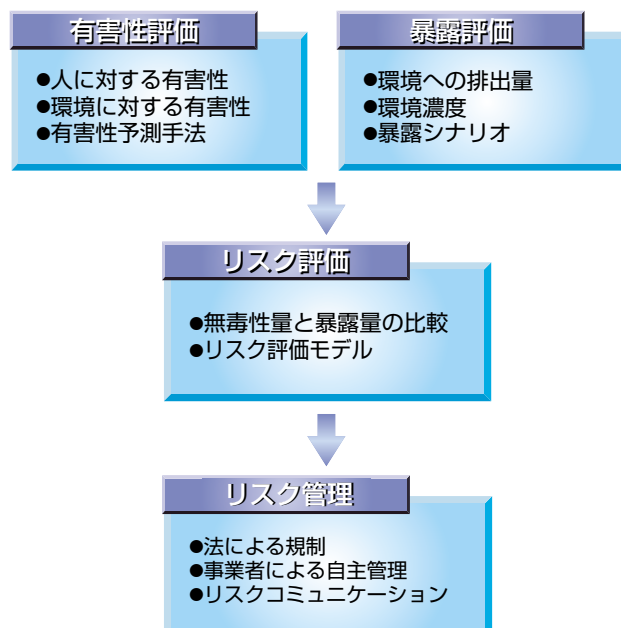 有害性評価
●人に対する有害性
●環境に対する有害性
●有害性予測手法
暴露評価
●環境への排出量
●環境濃度
●暴露シナリオ
リスク評価
●無毒性量と暴露量の比較
●リスク評価モデル
リスク管理
●法による規制
●事業者による自主管理
●リスクコミュニケーション